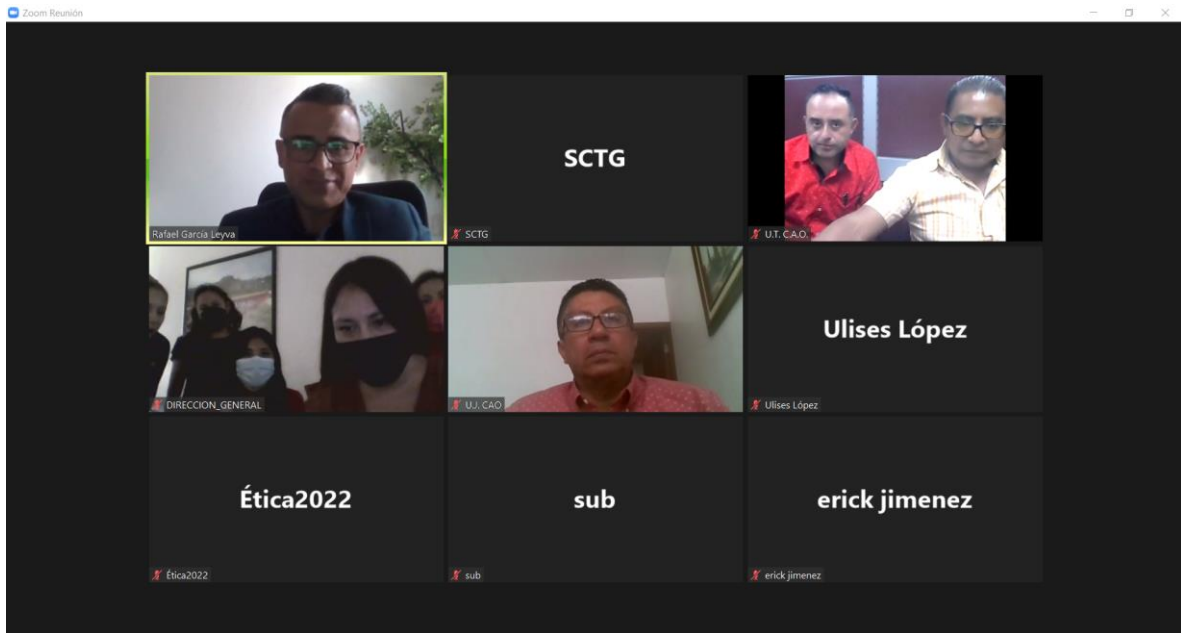 Zoom Reunión
Rafael García Leyva
SCTG
SCTG
U.T. C.A.O.
DIRECCION_GENERAL
U.J. CAO
Ulises López
Ulises López
Ética2022
Ética2022
sub
sub
erick jimenez
erick jimenez